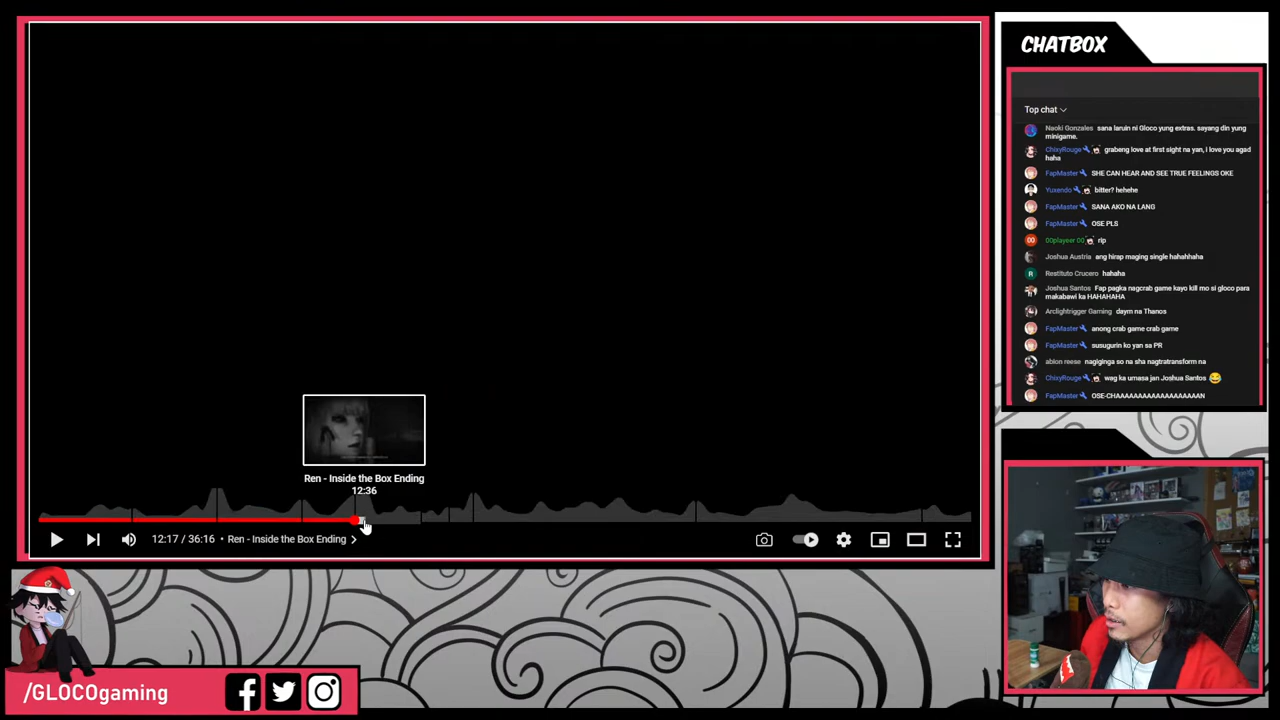 CHATBOX
Top chat
Naoki Gonzales sana laruin ni Gloco yung extras. sayang din yung
minigame.
ChixyRouge grabeng love at first sight na yan, i love you agad
haha
FapMaster SHE CAN HEAR AND SEE TRUE FEELINGS OKE
Yuxendo bitter? hehehe
FapMaster SANA AKO NA LANG
FapMaster OSE PLS
00 00playeer 00 rip
Joshua Austria ang hirap maging single hahahhaha
R Restituto Crucero hahaha
Joshua Santos Fap pagka nagcrab game kayo kill mo si gloco para
makabawi ka HAHAHAHA
Arclightrigger Gaming daym na Thanos
FapMaster anong crab game crab game
FapMaster susugurin ko yan sa PR
abion reese nagiginga so na sha nagtratransform na
ChixyRouge wag ka umasa jan Joshua Santos 😂
FapMaster OSE-CHAAAAAAAAAAAAAAAAAAAN
Ren - Inside the Box Ending
12:36
12:17 / 36:16 • Ren - Inside the Box Ending
/GLOCOgaming